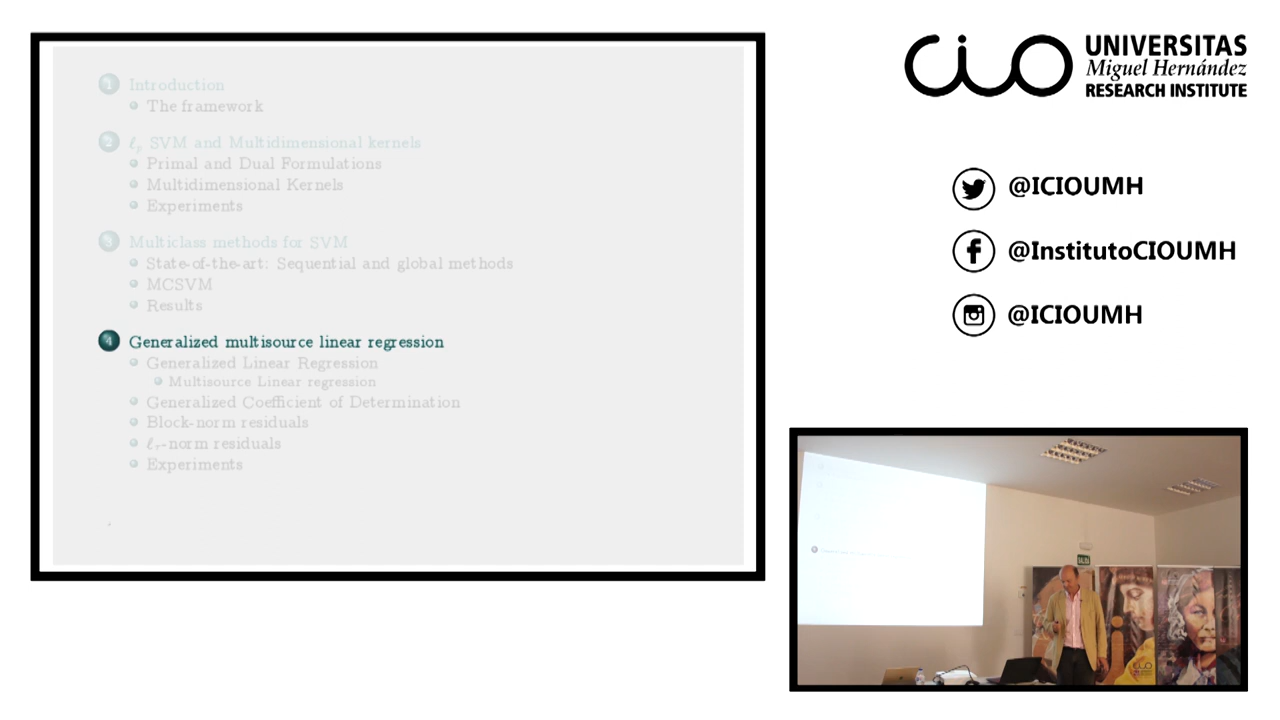 1 Introduction
The framework
2 ℓp SVM and Multidimensional kernels
Primal and Dual Formulations
Multidimensional Kernels
Experiments
3 Multiclass methods for SVM
State-of-the-art: Sequential and global methods
MCSVM
Results
4 Generalized multisource linear regression
Generalized Linear Regression
Multisource Linear regression
Generalized Coefficient of Determination
Block-norm residuals
ℓτ-norm residuals
Experiments
cio
UNIVERSITAS
Miguel Hernández
RESEARCH INSTITUTE
@ICIOUMH
@InstitutoCIOUMH
@ICIOUMH